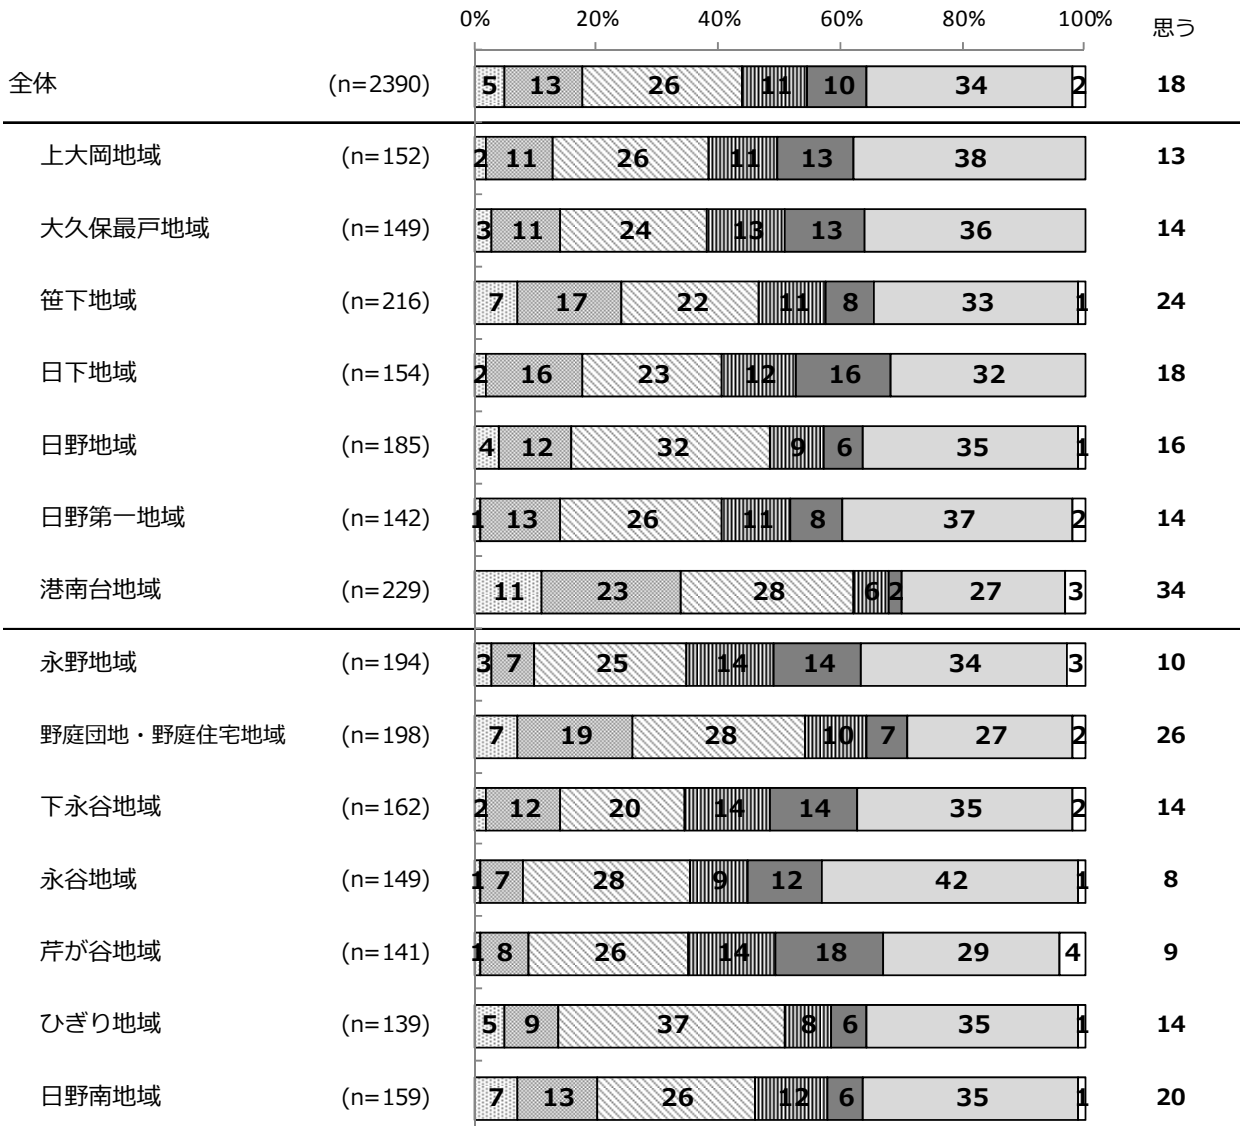 0% 20% 40% 60% 80% 100% 思う
全体 (n=2390) 5 13 26 11 10 34 2 18
上大岡地域 (n=152) 2 11 26 11 13 38 13
大久保最戸地域 (n=149) 3 11 24 13 13 36 14
笹下地域 (n=216) 7 17 22 11 8 33 1 24
日下地域 (n=154) 2 16 23 12 16 32 18
日野地域 (n=185) 4 12 32 9 6 35 1 16
日野第一地域 (n=142) 1 13 26 11 8 37 2 14
港南台地域 (n=229) 11 23 28 6 2 27 3 34
永野地域 (n=194) 3 7 25 14 14 34 3 10
野庭団地・野庭住宅地域 (n=198) 7 19 28 10 7 27 2 26
下永谷地域 (n=162) 2 12 20 14 14 35 2 14
永谷地域 (n=149) 1 7 28 9 12 42 1 8
芹が谷地域 (n=141) 1 8 26 14 18 29 4 9
ひぎり地域 (n=139) 5 9 37 8 6 35 1 14
日野南地域 (n=159) 7 13 26 12 6 35 1 20